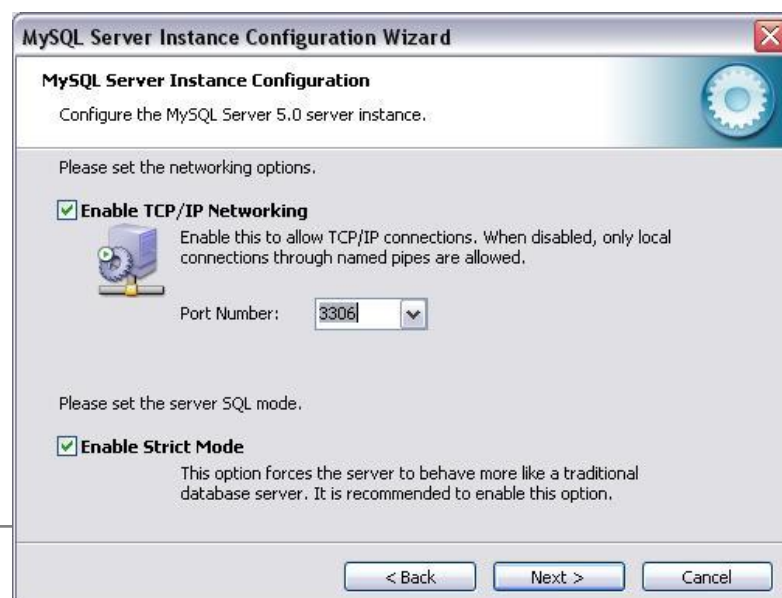 MySQL Server Instance Configuration Wizard
MySQL Server Instance Configuration
Configure the MySQL Server 5.0 server instance.
Please set the networking options.
Enable TCP/IP Networking
Enable this to allow TCP/IP connections. When disabled, only local
connections through named pipes are allowed.
Port Number: 3306
Please set the server SQL mode.
Enable Strict Mode
This option forces the server to behave more like a traditional
database server. It is recommended to enable this option.
< Back Next > Cancel